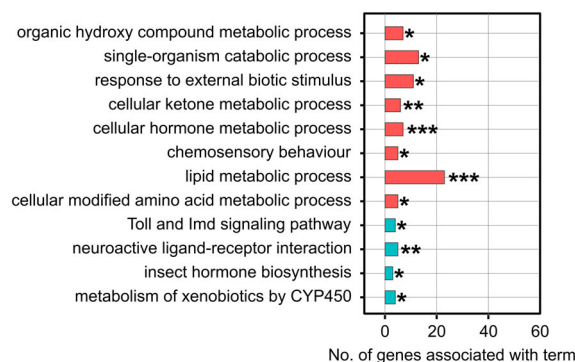 organic hydroxy compound metabolic process *
single-organism catabolic process *
response to external biotic stimulus *
cellular ketone metabolic process **
cellular hormone metabolic process ***
chemosensory behaviour *
lipid metabolic process ***
cellular modified amino acid metabolic process *
Toll and Imd signaling pathway *
neuroactive ligand-receptor interaction **
insect hormone biosynthesis *
metabolism of xenobiotics by CYP450 *
0 20 40 60
No. of genes associated with term